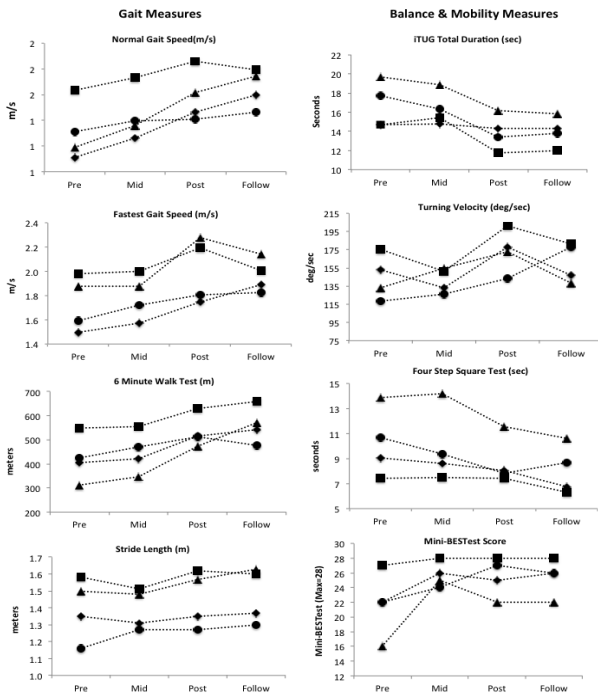 Gait Measures
Normal Gait Speed(m/s)
2
2
2
1
1
1
m/s
Pre Mid Post Follow
Fastest Gait Speed (m/s)
2.4
2.2
2.0
1.8
1.6
1.4
m/s
Pre Mid Post Follow
6 Minute Walk Test (m)
700
600
500
400
300
200
meters
Pre Mid Post Follow
Stride Length (m)
1.7
1.6
1.5
1.4
1.3
1.2
1.1
1.0
meters
Pre Mid Post Follow
Balance & Mobility Measures
iTUG Total Duration (sec)
22
20
18
16
14
12
10
Seconds
Pre Mid Post Follow
Turning Velocity (deg/sec)
215
195
175
155
135
115
95
75
deg/sec
Pre Mid Post Follow
Four Step Square Test (sec)
15
13
11
9
7
5
seconds
Pre Mid Post Follow
Mini-BESTest Score
30
28
26
24
22
20
18
16
14
12
Mini-BESTest (Max=28)
Pre Mid Post Follow